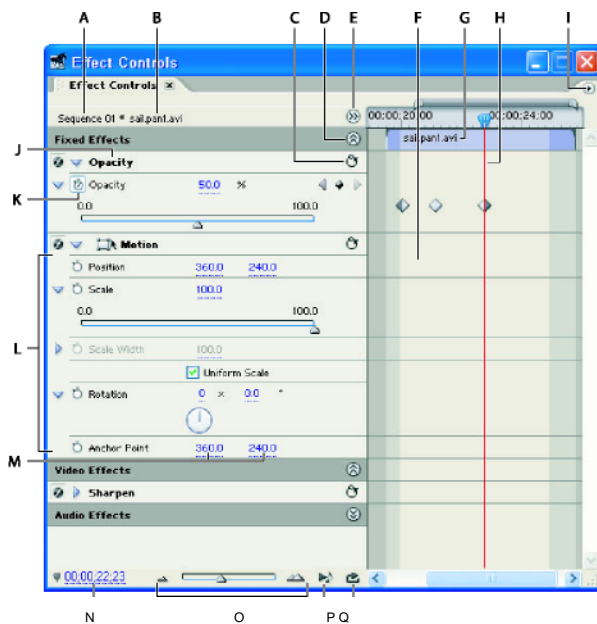 A B C D E F G H I
Effect Controls
Effect Controls
Sequence 01 * sail.pan1.avi
00;00;20;00 00;00;24;00
Fixed Effects
sail.pan1.avi
J
Opacity
K
Opacity 50.0 %
0.0 100.0
Motion
Position 360.0 240.0
Scale 100.0
0.0 100.0
L
Scale Width 100.0
Uniform Scale
Rotation 0 x 0.0 °
Anchor Point 360.0 240.0
M
Video Effects
Sharpen
Audio Effects
00;00;22;23
N O P Q